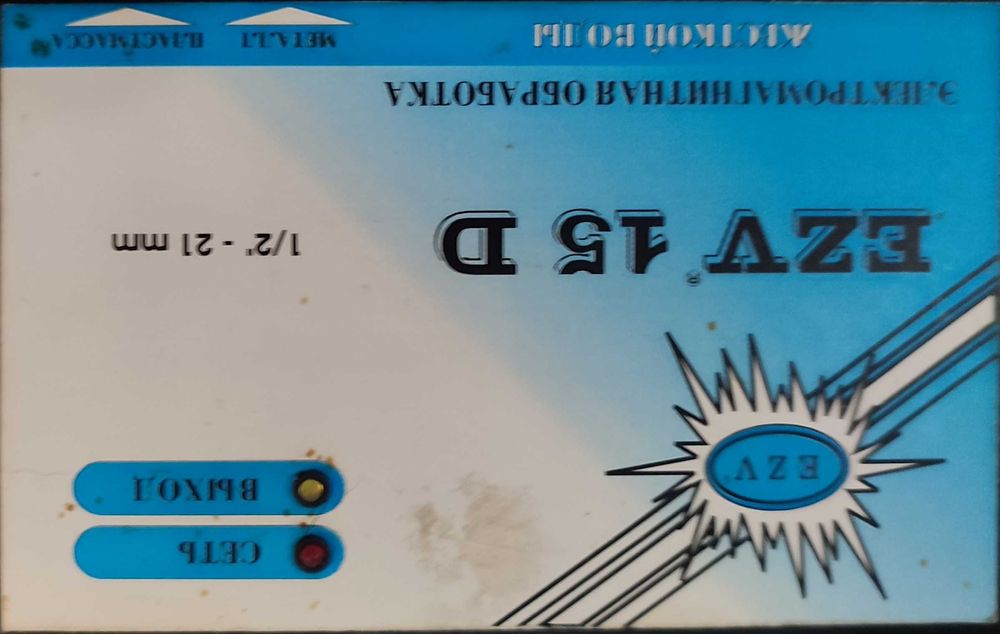 СЕТЬ
ВЫХОД
EZV
EZV® 15 D
1/2" - 21 mm
ЭЛЕКТРОМАГНИТНАЯ ОБРАБОТКА
ЖЕСТКОЙ ВОДЫ
МЕТАЛЛ ПЛАСТМАССА